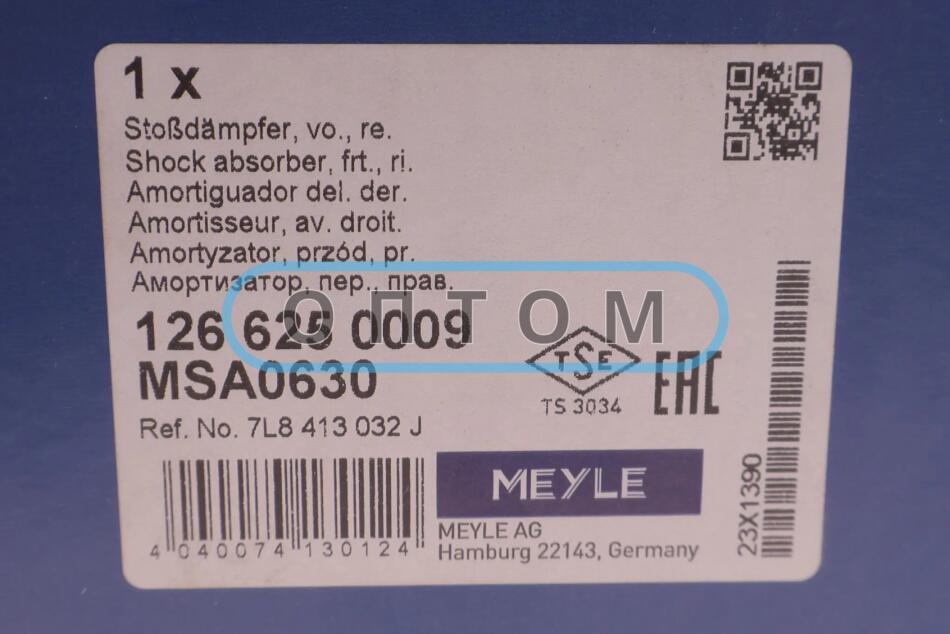 1 x
Stoßdämpfer, vo., re.
Shock absorber, frt., ri.
Amortiguador del. der.
Amortisseur, av. droit.
Amortyzator, przód, pr.
Амортизатор, пер., прав.
ОПТОМ
126 625 0009
MSA0630
TSE
TS 3034
EAC
Ref. No. 7L8 413 032 J
4 040074 130124
MEYLE
MEYLE AG
Hamburg 22143, Germany
23X1390